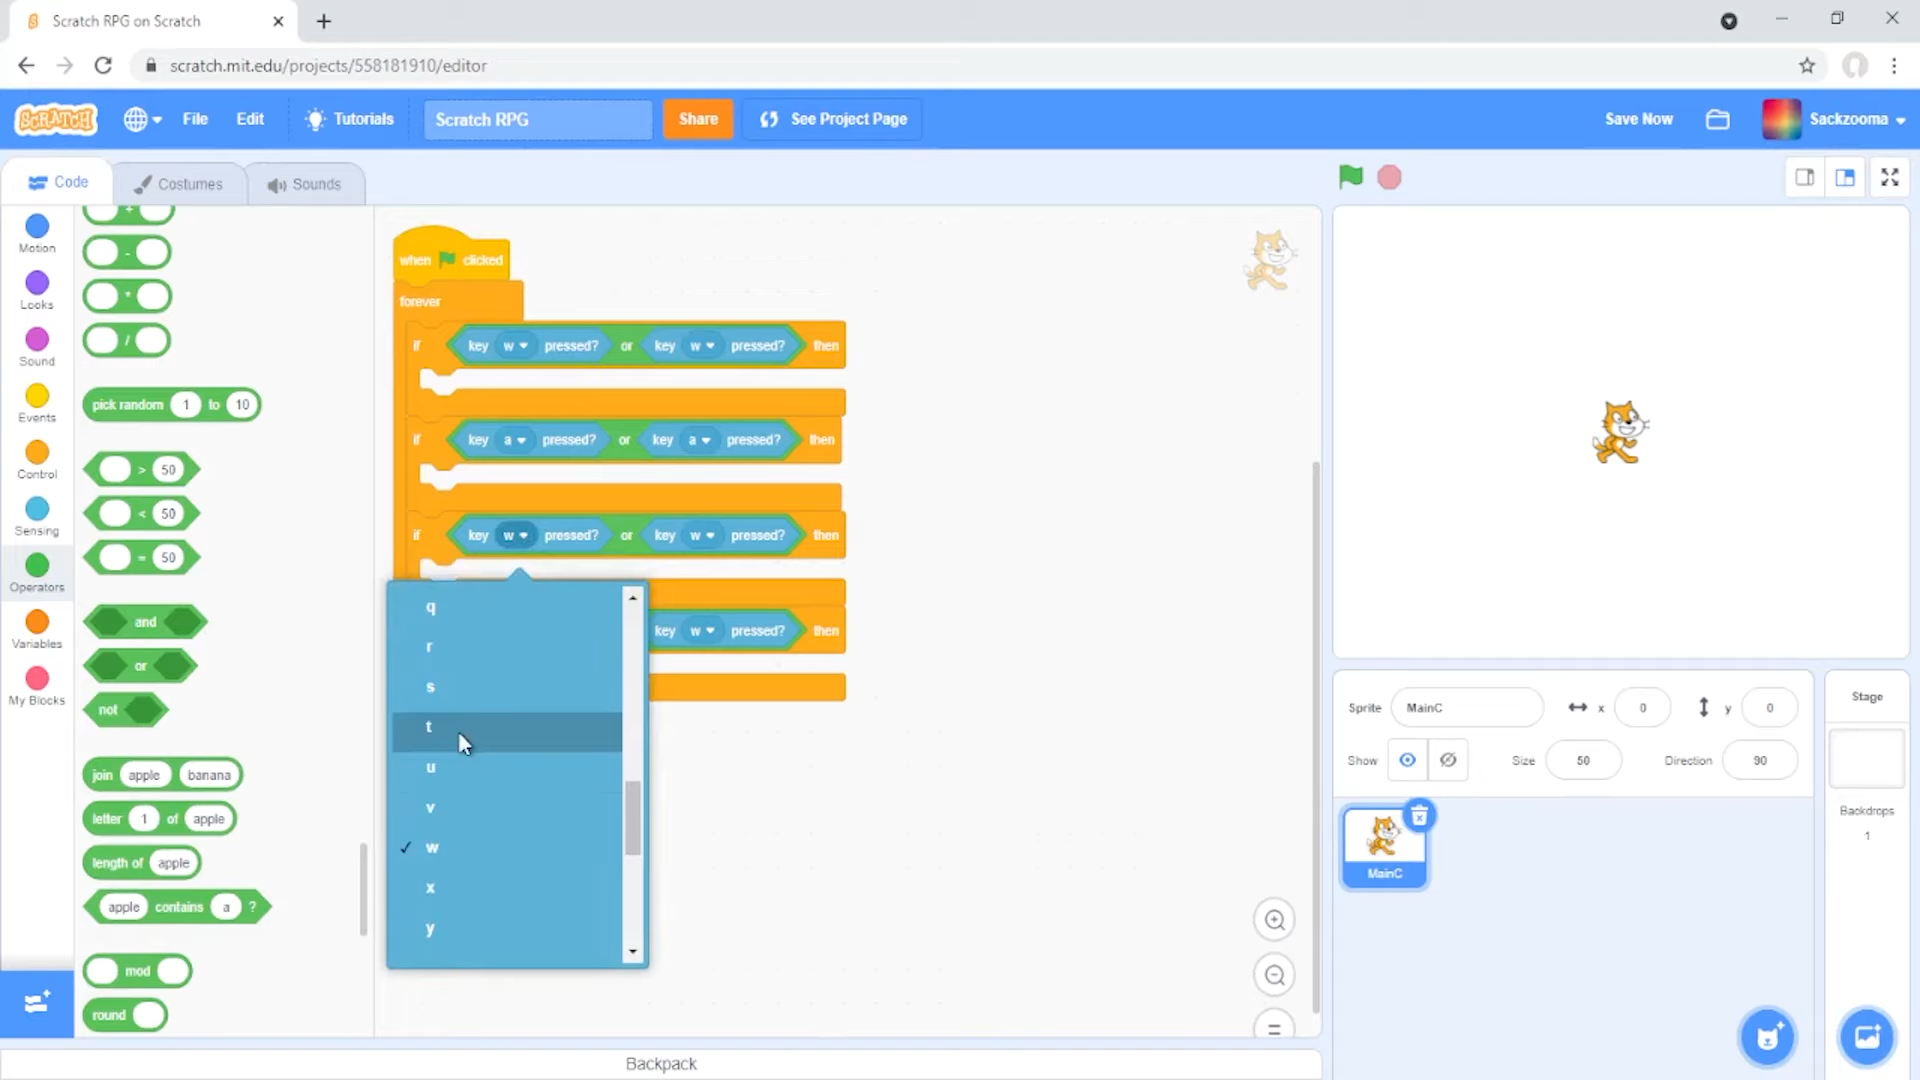 Scratch RPG on Scratch
scratch.mit.edu/projects/558181910/editor
SCRATCH
File
Edit
Tutorials
Scratch RPG
Share
See Project Page
Save Now
Sackzooma
Code
Costumes
Sounds
Motion
Looks
Sound
Events
Control
Sensing
Operators
Variables
My Blocks
+
-
*
/
pick random 1 to 10
> 50
< 50
= 50
and
or
not
join apple banana
letter 1 of apple
length of apple
apple contains a ?
mod
round
when clicked
forever
if key w pressed? or key w pressed? then
if key a pressed? or key a pressed? then
if key w pressed? or key w pressed? then
key w pressed? then
q
r
s
t
u
v
✓ w
x
y
Sprite MainC x 0 y 0
Show Size 50 Direction 90
MainC
Stage
Backdrops
1
Backpack